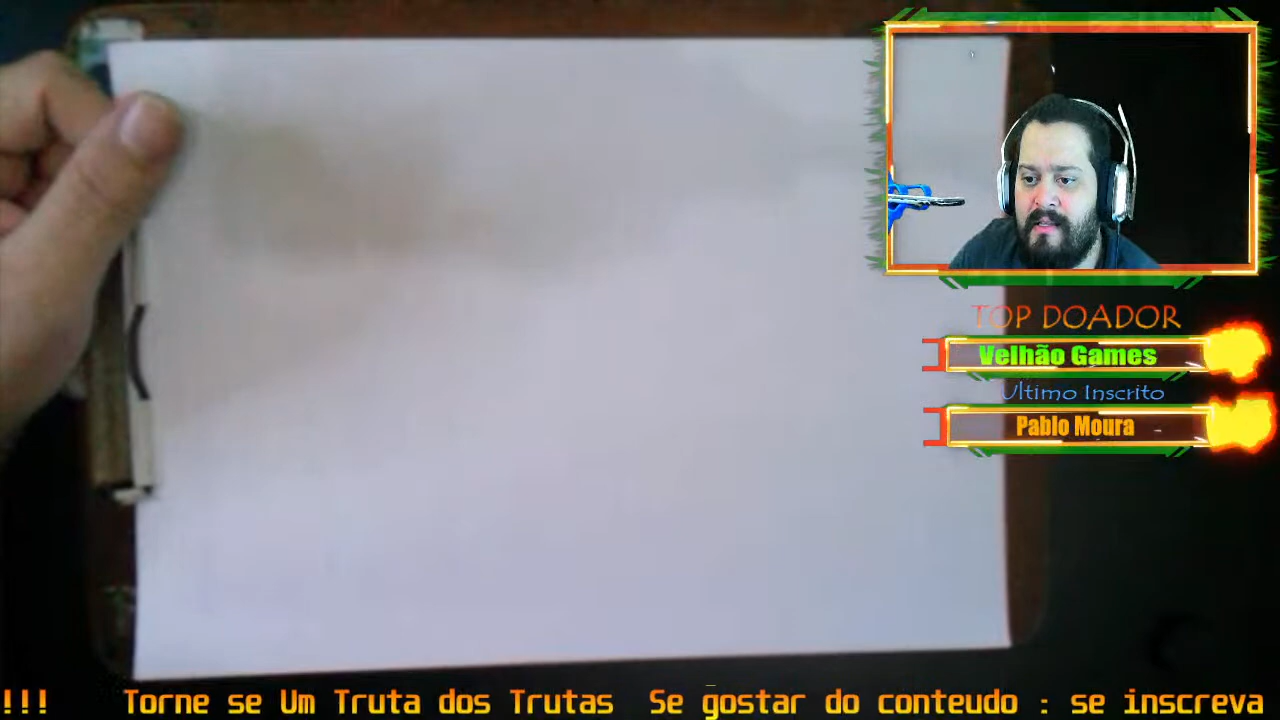 TOP DOADOR
Velhão Games
Ultimo Inscrito
Pablo Moura
!!! Torne se Um Truta dos Trutas Se gostar do conteudo : se inscreva